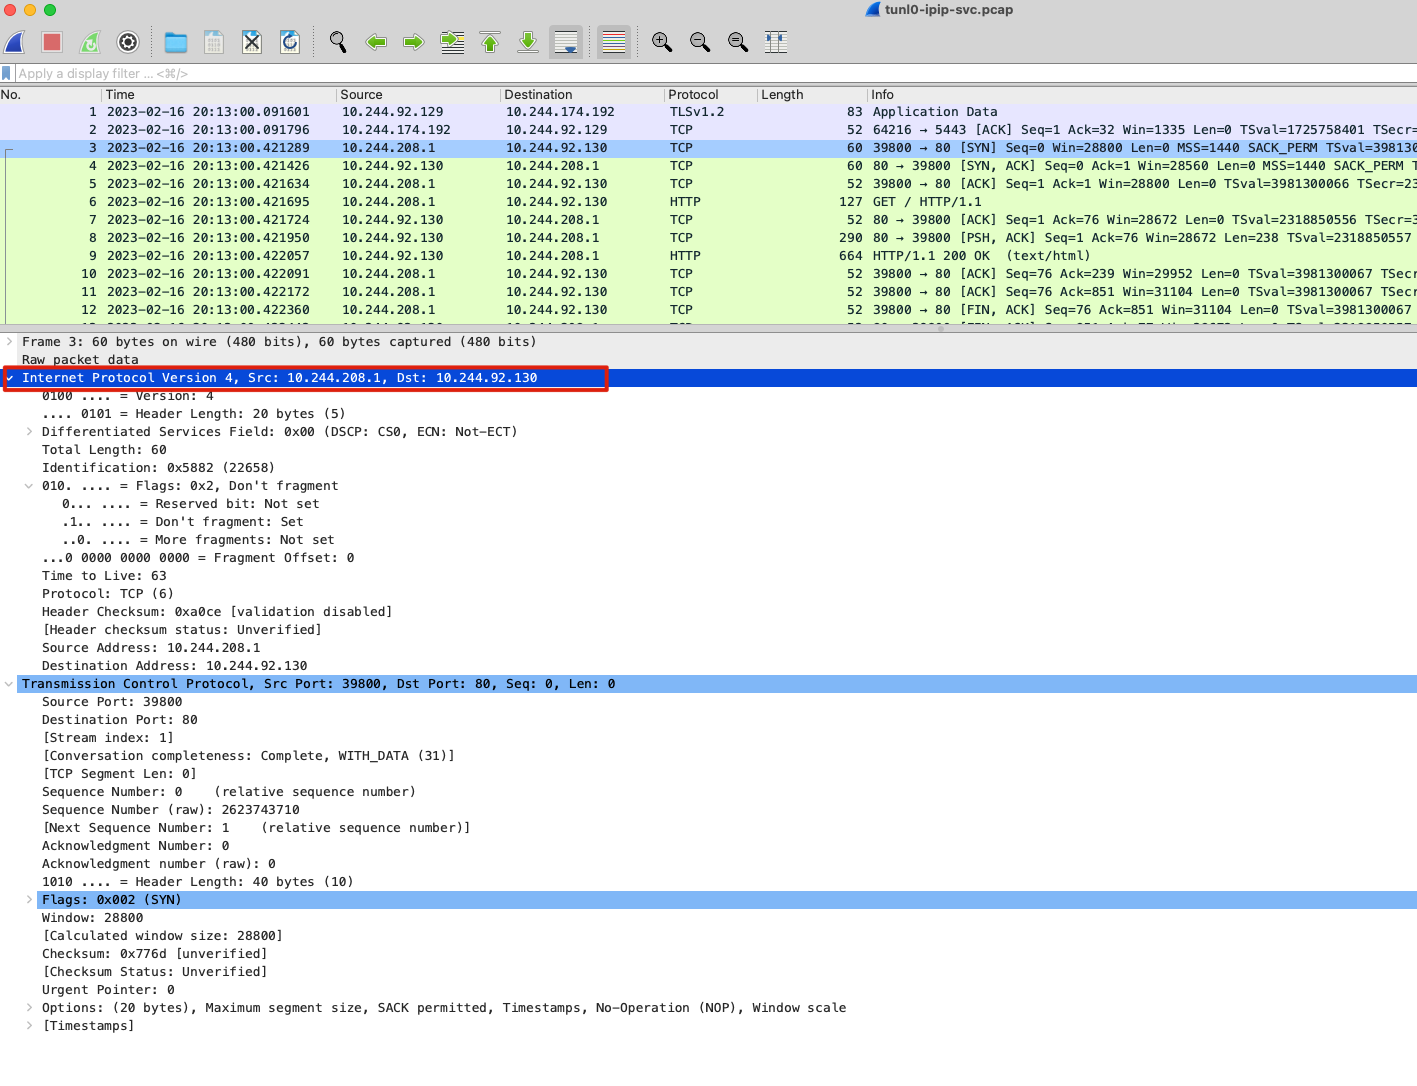 tunl0-ipip-svc.pcap
Apply a display filter ... <⌘/>
No. Time Source Destination Protocol Length Info
1 2023-02-16 20:13:00.091601 10.244.92.129 10.244.174.192 TLSv1.2 83 Application Data
2 2023-02-16 20:13:00.091796 10.244.174.192 10.244.92.129 TCP 52 64216 → 5443 [ACK] Seq=1 Ack=32 Win=1335 Len=0 TSval=1725758401 TSecr=
3 2023-02-16 20:13:00.421289 10.244.208.1 10.244.92.130 TCP 60 39800 → 80 [SYN] Seq=0 Win=28800 Len=0 MSS=1440 SACK_PERM TSval=398130
4 2023-02-16 20:13:00.421426 10.244.92.130 10.244.208.1 TCP 60 80 → 39800 [SYN, ACK] Seq=0 Ack=1 Win=28560 Len=0 MSS=1440 SACK_PERM T
5 2023-02-16 20:13:00.421634 10.244.208.1 10.244.92.130 TCP 52 39800 → 80 [ACK] Seq=1 Ack=1 Win=28800 Len=0 TSval=3981300066 TSecr=23
6 2023-02-16 20:13:00.421695 10.244.208.1 10.244.92.130 HTTP 127 GET / HTTP/1.1
7 2023-02-16 20:13:00.421724 10.244.92.130 10.244.208.1 TCP 52 80 → 39800 [ACK] Seq=1 Ack=76 Win=28672 Len=0 TSval=2318850556 TSecr=3
8 2023-02-16 20:13:00.421950 10.244.92.130 10.244.208.1 TCP 290 80 → 39800 [PSH, ACK] Seq=1 Ack=76 Win=28672 Len=238 TSval=2318850557
9 2023-02-16 20:13:00.422057 10.244.92.130 10.244.208.1 HTTP 664 HTTP/1.1 200 OK (text/html)
10 2023-02-16 20:13:00.422091 10.244.208.1 10.244.92.130 TCP 52 39800 → 80 [ACK] Seq=76 Ack=239 Win=29952 Len=0 TSval=3981300067 TSecr
11 2023-02-16 20:13:00.422172 10.244.208.1 10.244.92.130 TCP 52 39800 → 80 [ACK] Seq=76 Ack=851 Win=31104 Len=0 TSval=3981300067 TSecr
12 2023-02-16 20:13:00.422360 10.244.208.1 10.244.92.130 TCP 52 39800 → 80 [FIN, ACK] Seq=76 Ack=851 Win=31104 Len=0 TSval=3981300067
Frame 3: 60 bytes on wire (480 bits), 60 bytes captured (480 bits)
Raw packet data
Internet Protocol Version 4, Src: 10.244.208.1, Dst: 10.244.92.130
0100 .... = Version: 4
.... 0101 = Header Length: 20 bytes (5)
Differentiated Services Field: 0x00 (DSCP: CS0, ECN: Not-ECT)
Total Length: 60
Identification: 0x5882 (22658)
010. .... = Flags: 0x2, Don't fragment
0... .... = Reserved bit: Not set
.1.. .... = Don't fragment: Set
..0. .... = More fragments: Not set
...0 0000 0000 0000 = Fragment Offset: 0
Time to Live: 63
Protocol: TCP (6)
Header Checksum: 0xa0ce [validation disabled]
[Header checksum status: Unverified]
Source Address: 10.244.208.1
Destination Address: 10.244.92.130
Transmission Control Protocol, Src Port: 39800, Dst Port: 80, Seq: 0, Len: 0
Source Port: 39800
Destination Port: 80
[Stream index: 1]
[Conversation completeness: Complete, WITH_DATA (31)]
[TCP Segment Len: 0]
Sequence Number: 0 (relative sequence number)
Sequence Number (raw): 2623743710
[Next Sequence Number: 1 (relative sequence number)]
Acknowledgment Number: 0
Acknowledgment number (raw): 0
1010 .... = Header Length: 40 bytes (10)
Flags: 0x002 (SYN)
Window: 28800
[Calculated window size: 28800]
Checksum: 0x776d [unverified]
[Checksum Status: Unverified]
Urgent Pointer: 0
Options: (20 bytes), Maximum segment size, SACK permitted, Timestamps, No-Operation (NOP), Window scale
[Timestamps]